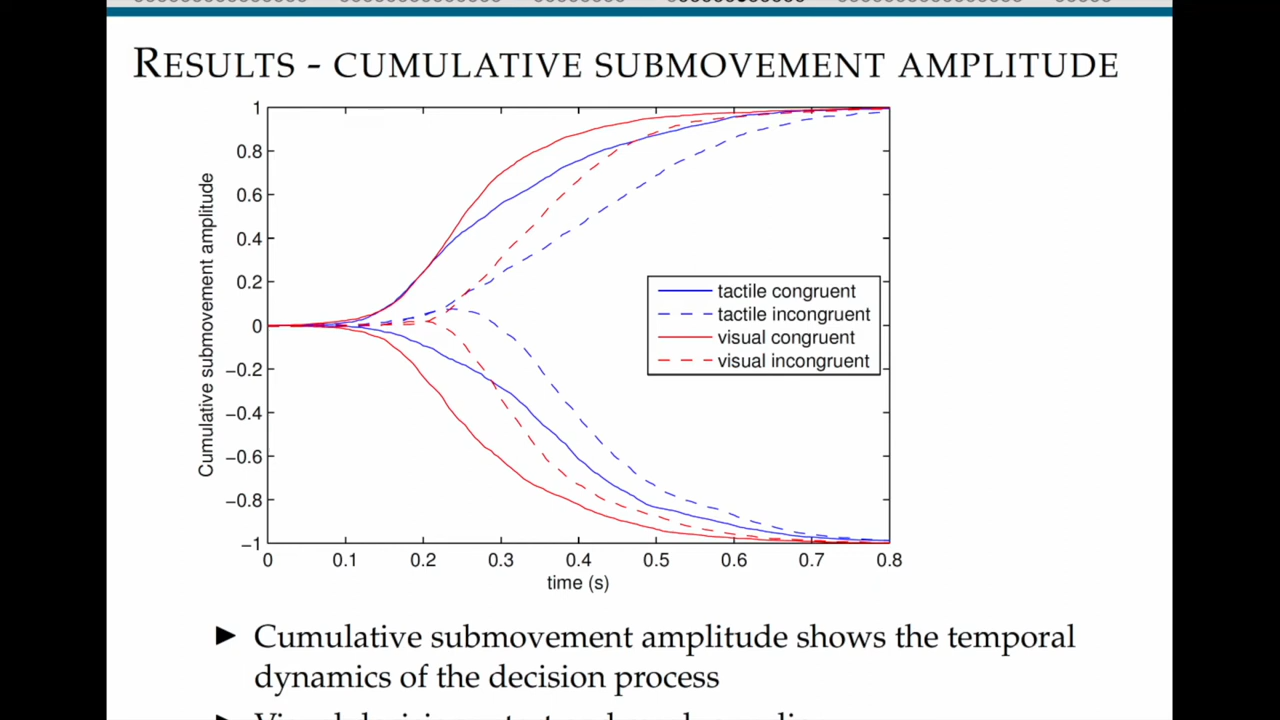 RESULTS - CUMULATIVE SUBMOVEMENT AMPLITUDE
1
0.8
0.6
0.4
0.2
0
−0.2
−0.4
−0.6
−0.8
−1
Cumulative submovement amplitude
tactile congruent
tactile incongruent
visual congruent
visual incongruent
0 0.1 0.2 0.3 0.4 0.5 0.6 0.7 0.8
time (s)
▶ Cumulative submovement amplitude shows the temporal
dynamics of the decision process